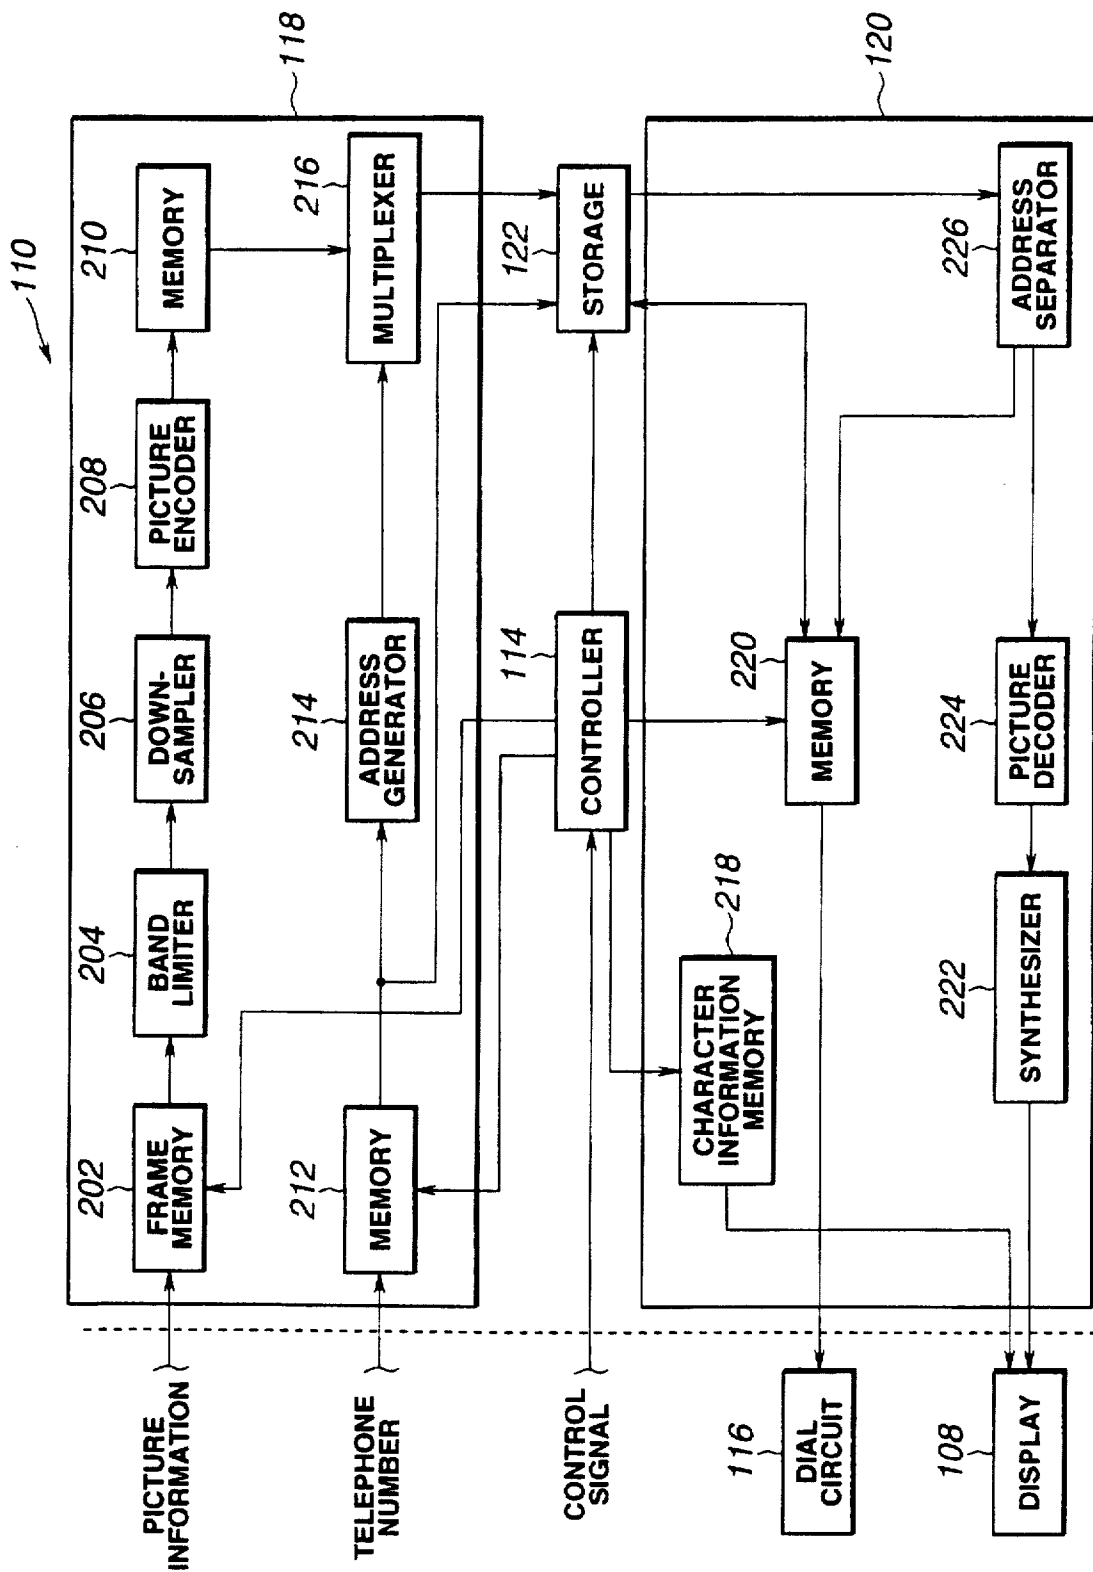 110
118
202
FRAME
MEMORY
204
BAND
LIMITER
206
DOWN-
SAMPLER
208
PICTURE
ENCODER
210
MEMORY
PICTURE
INFORMATION
212
MEMORY
214
ADDRESS
GENERATOR
216
MULTIPLEXER
TELEPHONE
NUMBER
CONTROL
SIGNAL
114
CONTROLLER
122
STORAGE
120
218
CHARACTER
INFORMATION
MEMORY
220
MEMORY
116
DIAL
CIRCUIT
108
DISPLAY
222
SYNTHESIZER
224
PICTURE
DECODER
226
ADDRESS
SEPARATOR